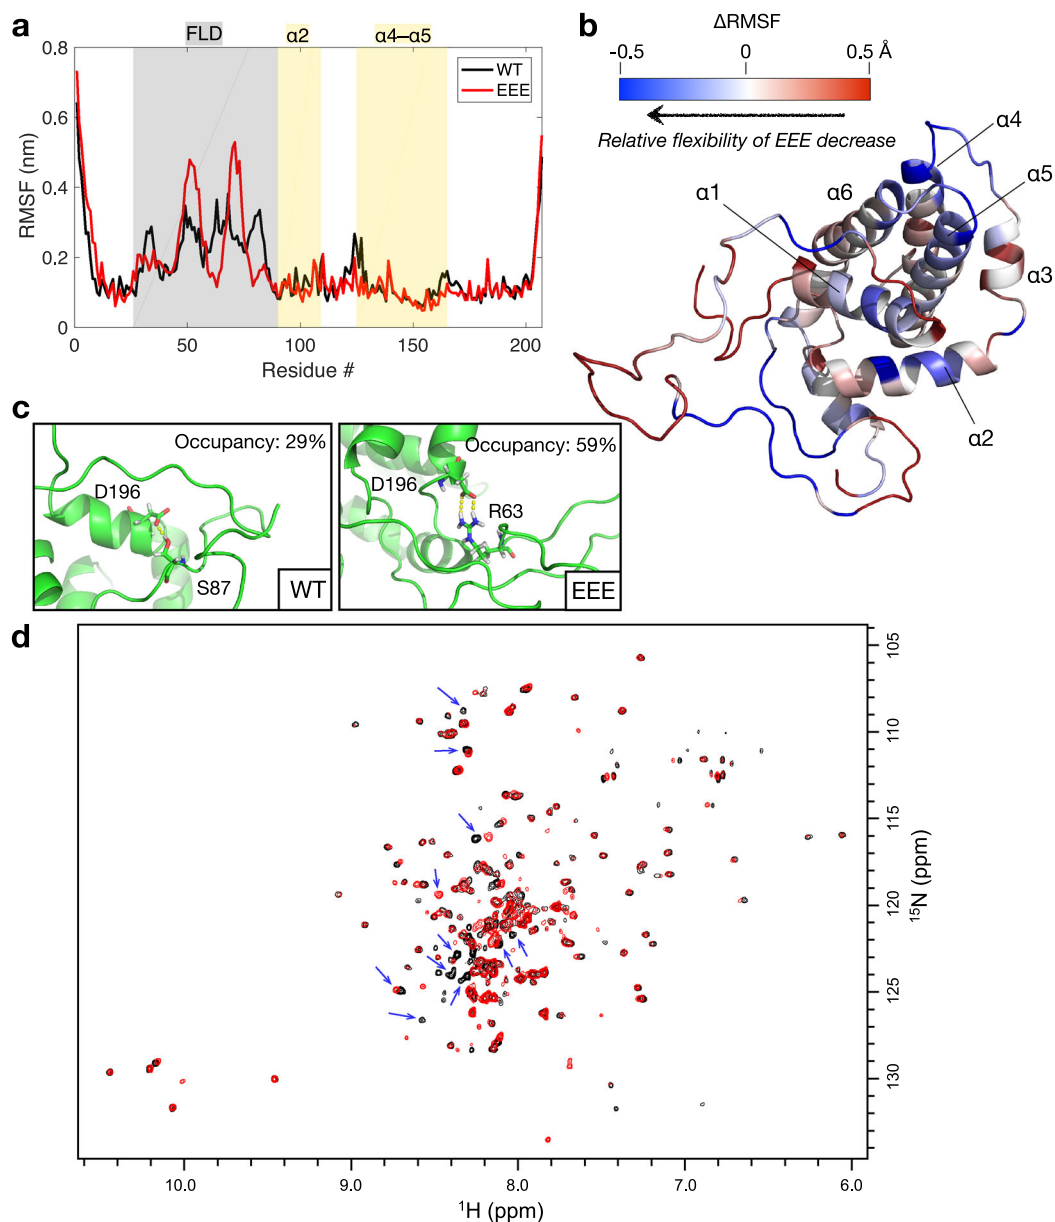 a
FLD
α2
α4–α5
0.8
0.6
0.4
0.2
0
RMSF (nm)
WT
EEE
0
50
100
150
200
Residue #
b
ΔRMSF
-0.5
0
0.5 Å
Relative flexibility of EEE decrease
α4
α5
α6
α1
α3
α2
c
Occupancy: 29%
D196
S87
WT
Occupancy: 59%
D196
R63
EEE
d
105
110
115
120
125
130
¹⁵N (ppm)
10.0
9.0
8.0
7.0
6.0
¹H (ppm)